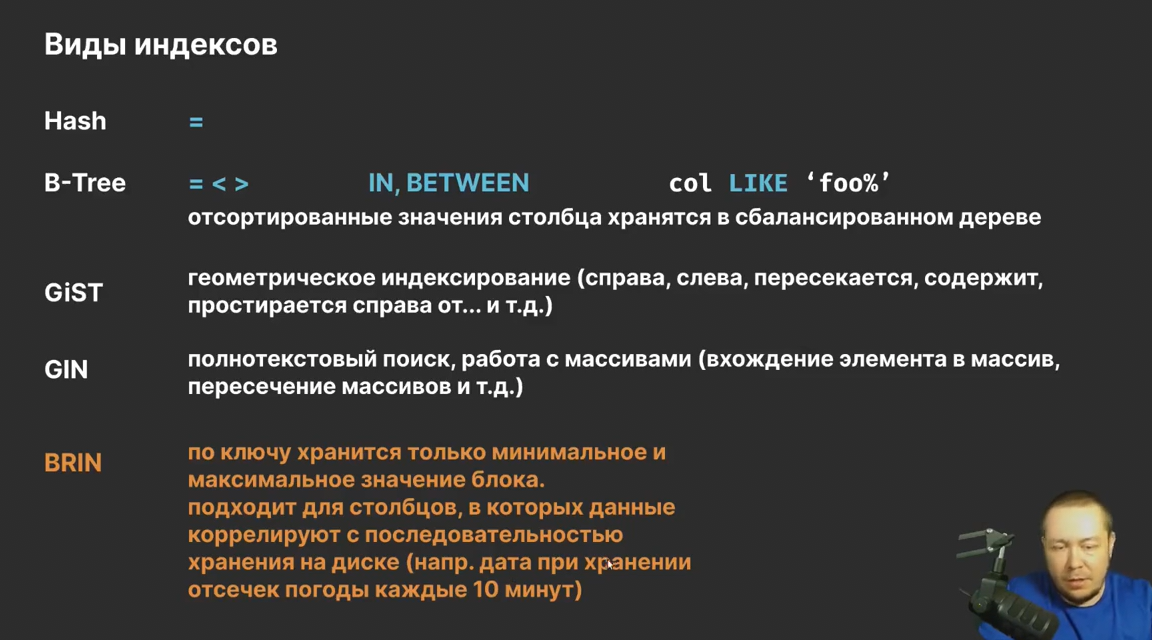 Виды индексов
Hash =
B-Tree = < > IN, BETWEEN col LIKE ‘foo%’
отсортированные значения столбца хранятся в сбалансированном дереве
GiST геометрическое индексирование (справа, слева, пересекается, содержит,
простирается справа от... и т.д.)
GIN полнотекстовый поиск, работа с массивами (вхождение элемента в массив,
пересечение массивов и т.д.)
BRIN по ключу хранится только минимальное и
максимальное значение блока.
подходит для столбцов, в которых данные
коррелируют с последовательностью
хранения на диске (напр. дата при хранении
отсечек погоды каждые 10 минут)